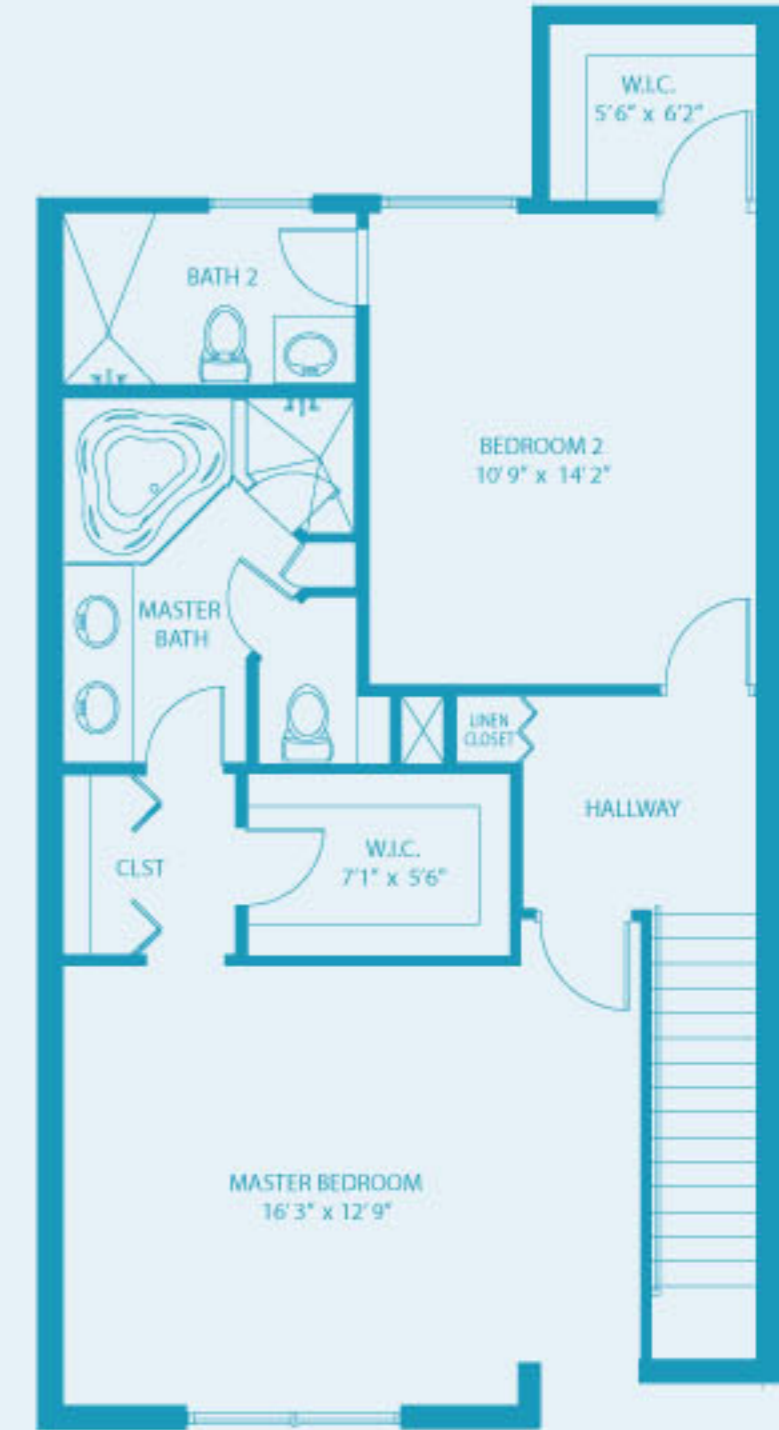 W.I.C.
5'6" x 6'2"
BATH 2
BEDROOM 2
10'9" x 14'2"
MASTER
BATH
LINEN
CLOSET
HALLWAY
CLST
W.I.C.
7'1" x 5'6"
MASTER BEDROOM
16'3" x 12'9"